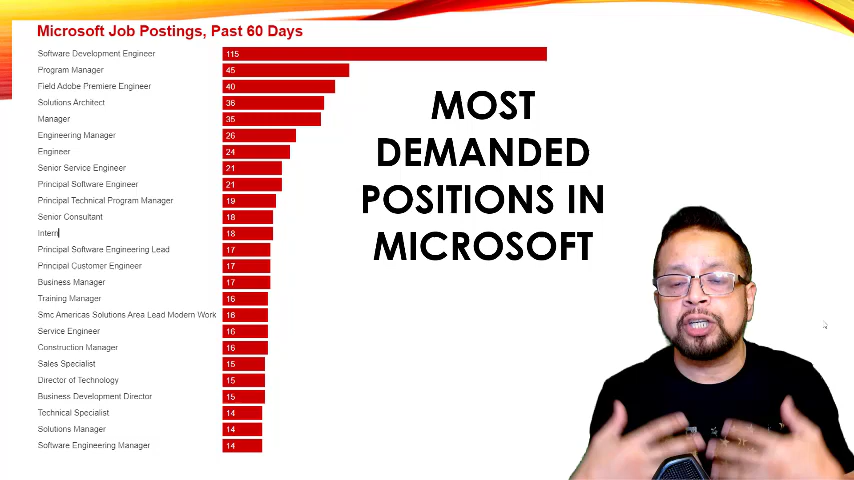 Microsoft Job Postings, Past 60 Days
Software Development Engineer 115
Program Manager 45
Field Adobe Premiere Engineer 40
Solutions Architect 36
Manager 35
Engineering Manager 26
Engineer 24
Senior Service Engineer 21
Principal Software Engineer 21
Principal Technical Program Manager 19
Senior Consultant 18
Intern 18
Principal Software Engineering Lead 17
Principal Customer Engineer 17
Business Manager 17
Training Manager 16
Smc Americas Solutions Area Lead Modern Work 16
Service Engineer 16
Construction Manager 16
Sales Specialist 15
Director of Technology 15
Business Development Director 15
Technical Specialist 14
Solutions Manager 14
Software Engineering Manager 14
MOST
DEMANDED
POSITIONS IN
MICROSOFT